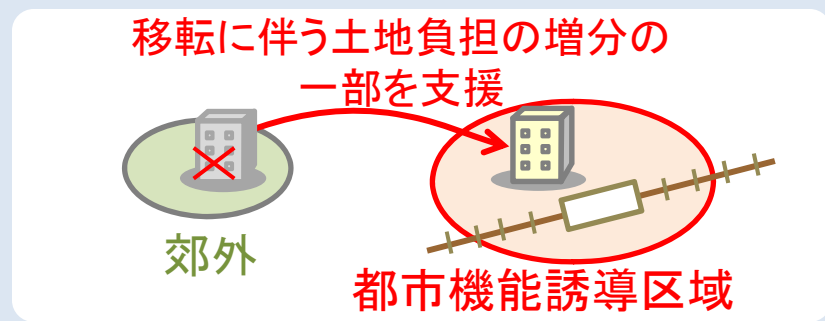 移転に伴う土地負担の増分の
一部を支援
郊外
都市機能誘導区域